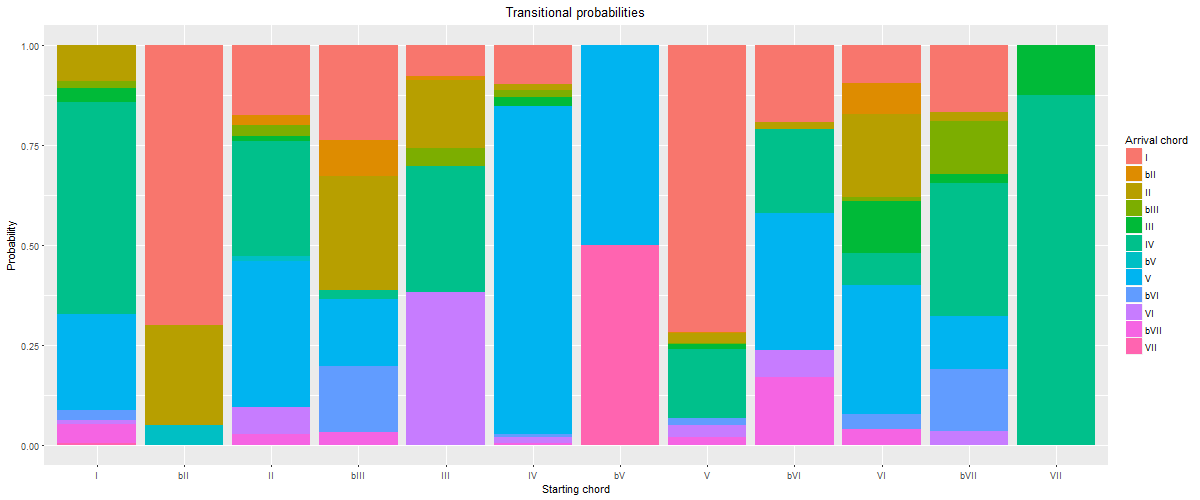 Transitional probabilities
1.00
0.75
0.50
0.25
0.00
Probability
I bII II bIII III IV bV V bVI VI bVII VII
Starting chord
Arrival chord
I
bII
II
bIII
III
IV
bV
V
bVI
VI
bVII
VII